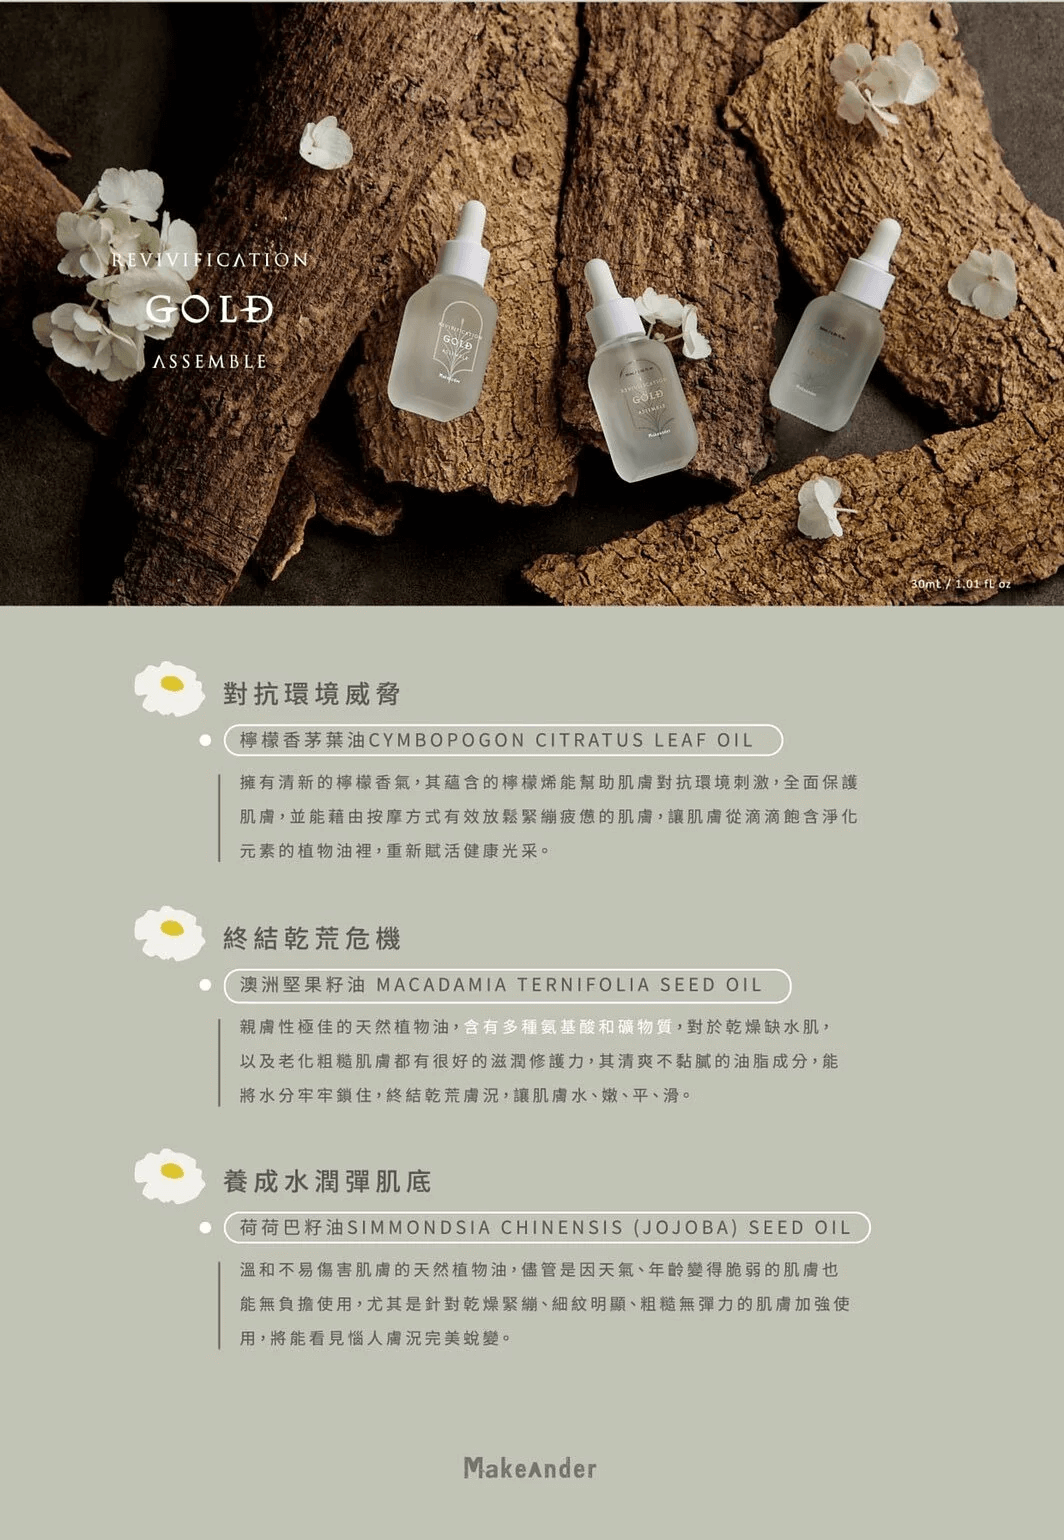 REVIVIFICATION
GOLD
ASSEMBLE
REVIVIFICATION
GOLD
ASSEMBLE
MakeAnder
REVIVIFICATION
GOLD
ASSEMBLE
MakeAnder
30mL / 1.01 fL oz
對抗環境威脅
檸檬香茅葉油CYMBOPOGON CITRATUS LEAF OIL
擁有清新的檸檬香氣，其蘊含的檸檬烯能幫助肌膚對抗環境刺激，全面保護
肌膚，並能藉由按摩方式有效放鬆緊繃疲憊的肌膚，讓肌膚從滴滴飽含淨化
元素的植物油裡，重新賦活健康光采。
終結乾荒危機
澳洲堅果籽油 MACADAMIA TERNIFOLIA SEED OIL
親膚性極佳的天然植物油，含有多種氨基酸和礦物質，對於乾燥缺水肌，
以及老化粗糙肌膚都有很好的滋潤修護力，其清爽不黏膩的油脂成分，能
將水分牢牢鎖住，終結乾荒膚況，讓肌膚水、嫩、平、滑。
養成水潤彈肌底
荷荷巴籽油SIMMONDSIA CHINENSIS (JOJOBA) SEED OIL
溫和不易傷害肌膚的天然植物油，儘管是因天氣、年齡變得脆弱的肌膚也
能無負擔使用，尤其是針對乾燥緊繃、細紋明顯、粗糙無彈力的肌膚加強使
用，將能看見惱人膚況完美蛻變。
MakeAnder